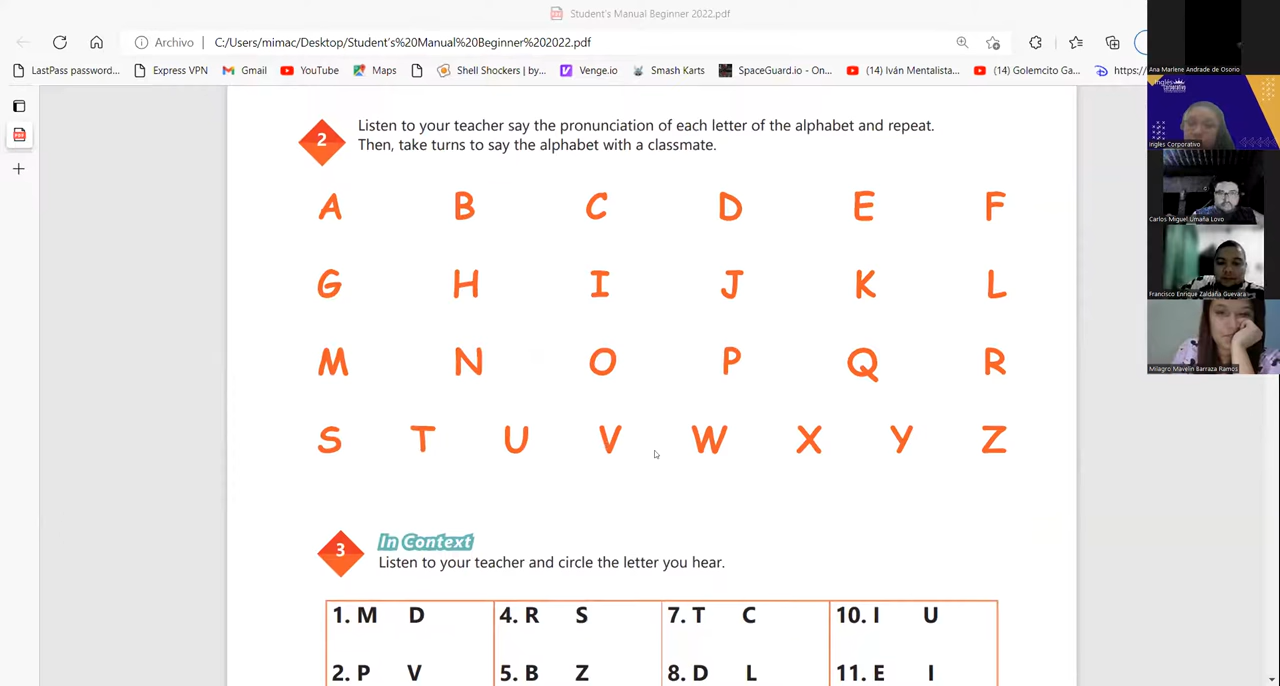 Student's Manual Beginner 2022.pdf
Archivo C:/Users/mimac/Desktop/Student's%20Manual%20Beginner%202022.pdf
LastPass password... Express VPN Gmail YouTube Maps Shell Shockers | by... Venge.io Smash Karts SpaceGuard.io - On... (14) Iván Mentalista... (14) Golemcito Ga... https:/
Ana Marlene Andrade de Osorio
Inglés Corporativo
Ingles Corporativo
Carlos Miguel Umaña Lovo
Francisco Enrique Zaldaña Guevara
Milagro Mavelin Barraza Ramos
2 Listen to your teacher say the pronunciation of each letter of the alphabet and repeat.
Then, take turns to say the alphabet with a classmate.
A B C D E F
G H I J K L
M N O P Q R
S T U V W X Y Z
3 In Context
Listen to your teacher and circle the letter you hear.
1. M D 4. R S 7. T C 10. I U
2. P V 5. B Z 8. D L 11. E I